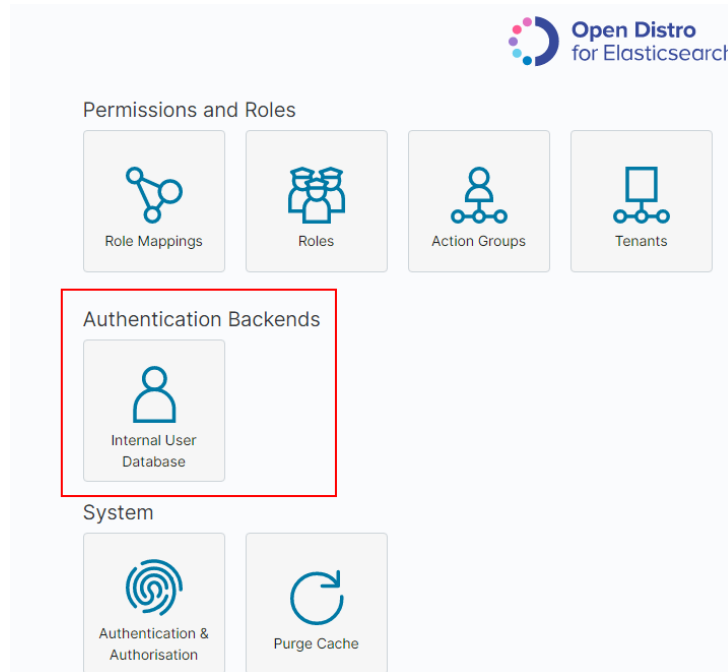 Open Distro
for Elasticsearch
Permissions and Roles
Role Mappings
Roles
Action Groups
Tenants
Authentication Backends
Internal User
Database
System
Authentication &
Authorisation
Purge Cache